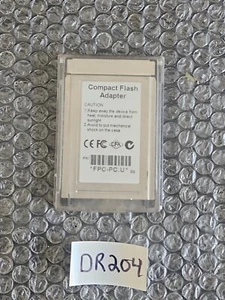 Compact Flash
Adapter
CAUTION
1.Keep away the device from
heat, moisture and direct
sunlight
2.Avoid to put mechanical
shock on the case
CE FC CFA
*FPC-PC.U*
DR204